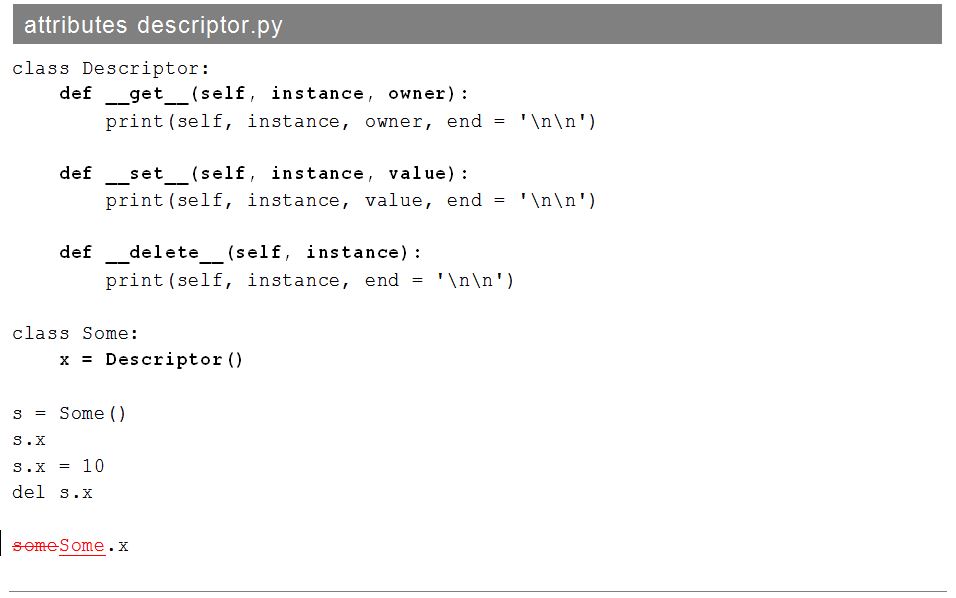 attributes descriptor.py
class Descriptor:
    def __get__(self, instance, owner):
        print(self, instance, owner, end = '\n\n')
    def __set__(self, instance, value):
        print(self, instance, value, end = '\n\n')
    def __delete__(self, instance):
        print(self, instance, end = '\n\n')
class Some:
    x = Descriptor()
s = Some()
s.x
s.x = 10
del s.x
someSome.x